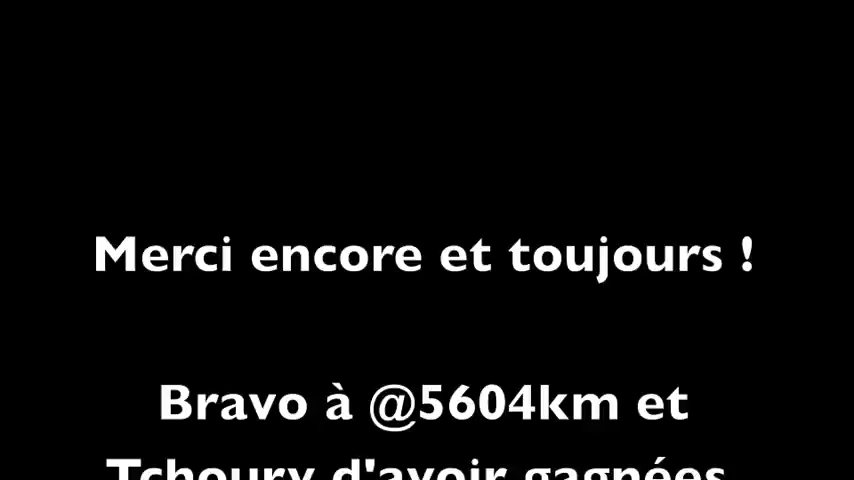 Merci encore et toujours !
Bravo à @5604km et
Tchoury d'avoir gagnées